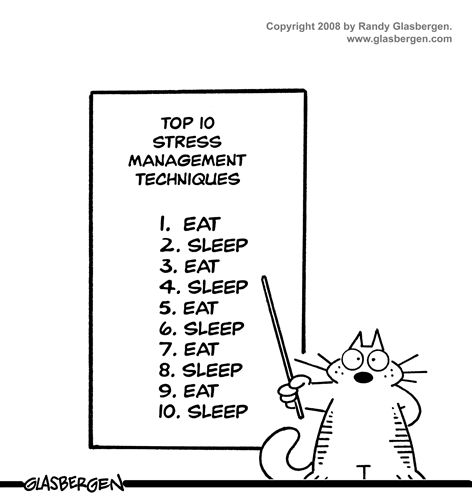 Copyright 2008 by Randy Glasbergen.
www.glasbergen.com
TOP 10
STRESS
MANAGEMENT
TECHNIQUES
1. EAT
2. SLEEP
3. EAT
4. SLEEP
5. EAT
6. SLEEP
7. EAT
8. SLEEP
9. EAT
10. SLEEP
GLASBERGEN